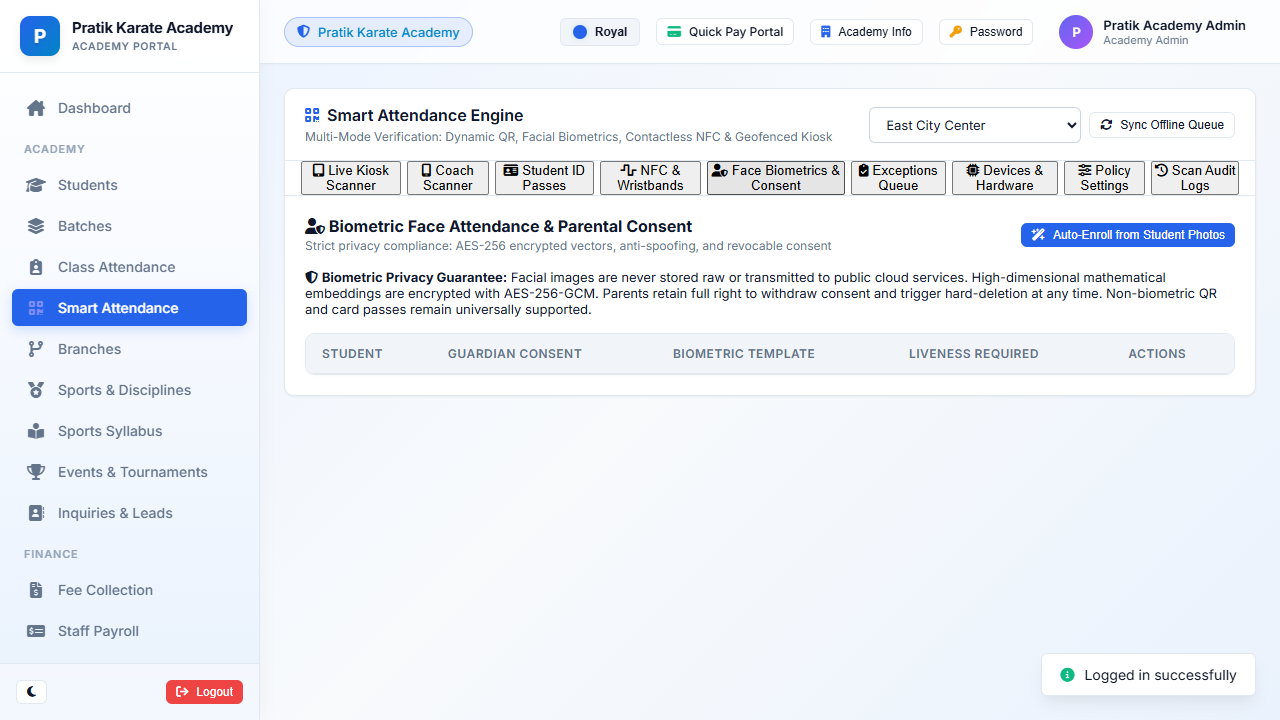 P
Pratik Karate Academy
ACADEMY PORTAL
Pratik Karate Academy
Royal
Quick Pay Portal
Academy Info
Password
P
Pratik Academy Admin
Academy Admin
Dashboard
ACADEMY
Students
Batches
Class Attendance
Smart Attendance
Branches
Sports & Disciplines
Sports Syllabus
Events & Tournaments
Inquiries & Leads
FINANCE
Fee Collection
Staff Payroll
Logout
Smart Attendance Engine
Multi-Mode Verification: Dynamic QR, Facial Biometrics, Contactless NFC & Geofenced Kiosk
East City Center
Sync Offline Queue
Live Kiosk
Scanner
Coach
Scanner
Student ID
Passes
NFC &
Wristbands
Face Biometrics &
Consent
Exceptions
Queue
Devices &
Hardware
Policy
Settings
Scan Audit
Logs
Biometric Face Attendance & Parental Consent
Strict privacy compliance: AES-256 encrypted vectors, anti-spoofing, and revocable consent
Auto-Enroll from Student Photos
Biometric Privacy Guarantee: Facial images are never stored raw or transmitted to public cloud services. High-dimensional mathematical
embeddings are encrypted with AES-256-GCM. Parents retain full right to withdraw consent and trigger hard-deletion at any time. Non-biometric QR
and card passes remain universally supported.
STUDENT GUARDIAN CONSENT BIOMETRIC TEMPLATE LIVENESS REQUIRED ACTIONS
Logged in successfully